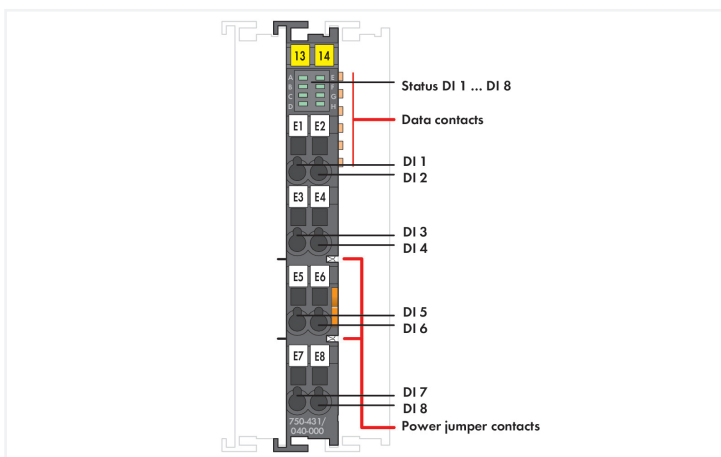 13 14
A E
B F
C G
D H
Status DI 1 ... DI 8
Data contacts
E1 E2
DI 1
DI 2
E3 E4
DI 3
DI 4
E5 E6
DI 5
DI 6
E7 E8
DI 7
DI 8
750-431/
040-000
Power jumper contacts